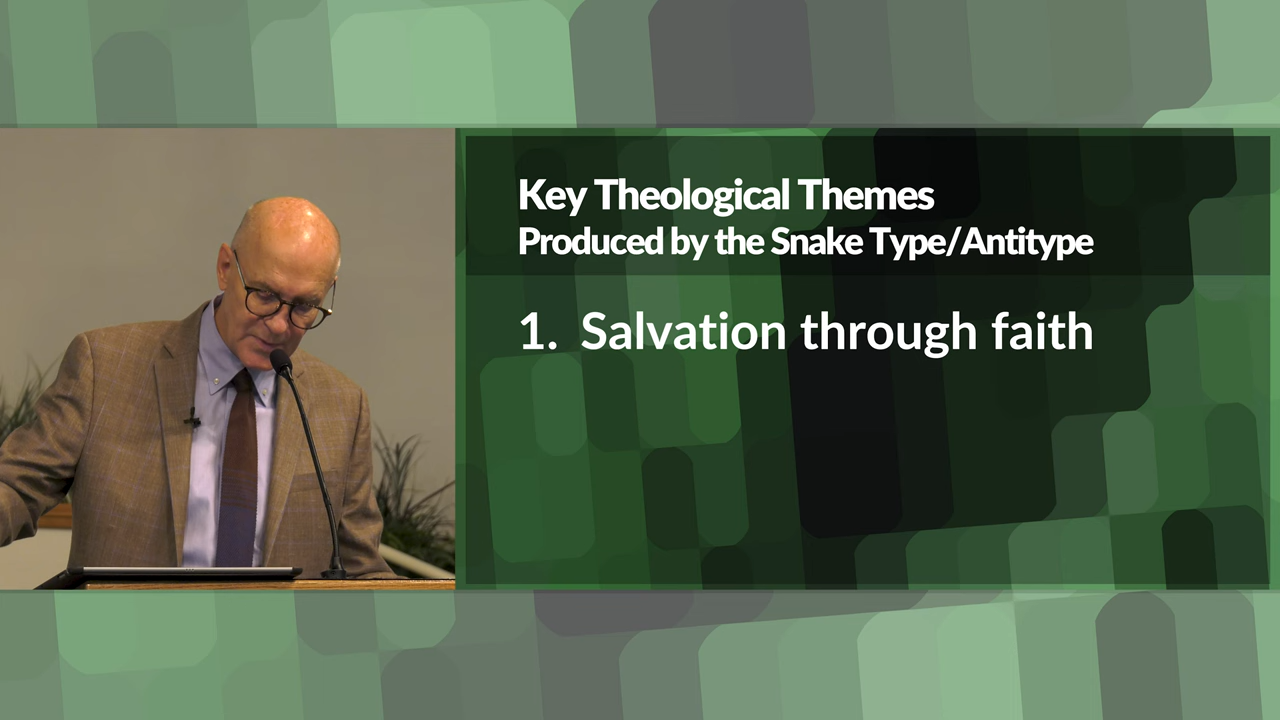 Key Theological Themes
Produced by the Snake Type/Antitype
1. Salvation through faith